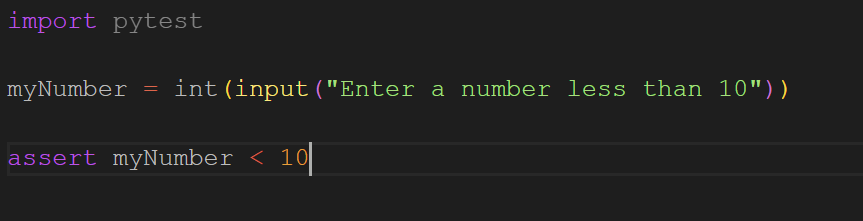 import pytest
myNumber = int(input("Enter a number less than 10"))
assert myNumber < 10